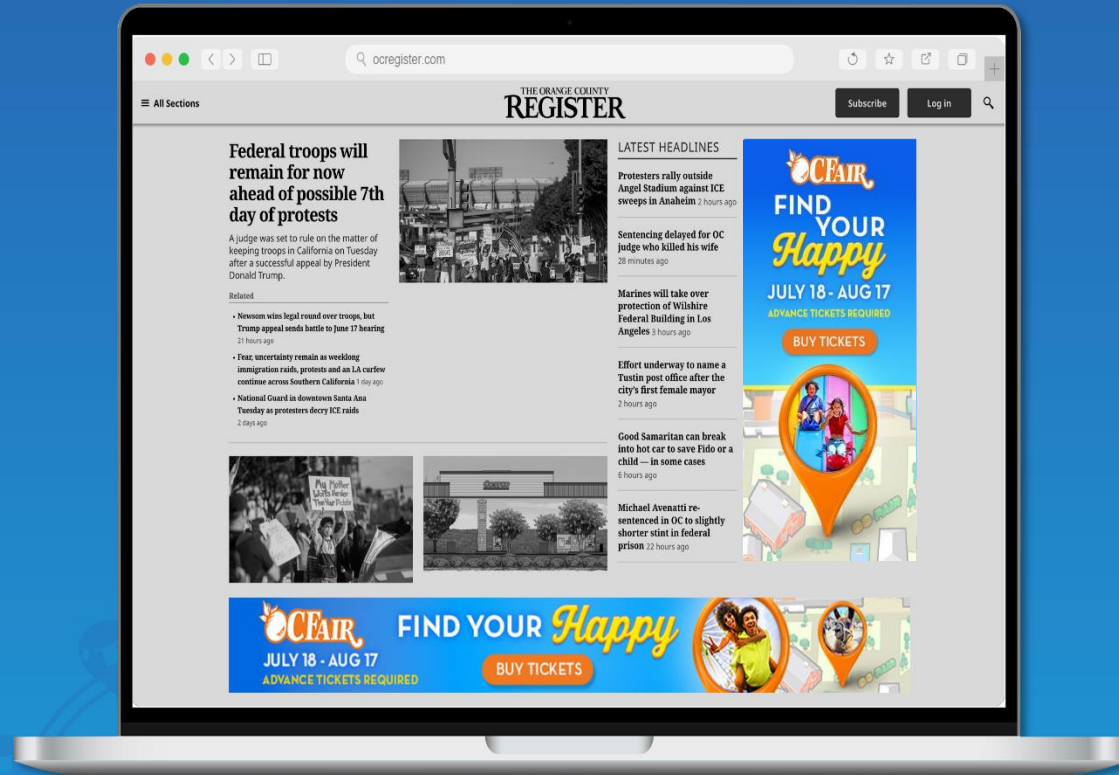 ocregister.com
All Sections
THE ORANGE COUNTY
REGISTER
Subscribe
Log in
Federal troops will
remain for now
ahead of possible 7th
day of protests
A judge was set to rule on the matter of
keeping troops in California on Tuesday
after a successful appeal by President
Donald Trump.
Related
• Newsom wins legal round over troops, but
Trump appeal sends battle to June 17 hearing
21 hours ago
• Fear, uncertainty remain as weeklong
immigration raids, protests and an LA curfew
continue across Southern California 1 day ago
• National Guard in downtown Santa Ana
Tuesday as protesters decry ICE raids
2 days ago
My Mother
Works Harder
Than Your
LATEST HEADLINES
Protesters rally outside
Angel Stadium against ICE
sweeps in Anaheim 2 hours ago
Sentencing delayed for OC
judge who killed his wife
28 minutes ago
Marines will take over
protection of Wilshire
Federal Building in Los
Angeles 3 hours ago
Effort underway to name a
Tustin post office after the
city's first female mayor
2 hours ago
Good Samaritan can break
into hot car to save Fido or a
child — in some cases
6 hours ago
Michael Avenatti re-
sentenced in OC to slightly
shorter stint in federal
prison 22 hours ago
OC FAIR
FIND
YOUR
Happy
JULY 18 - AUG 17
ADVANCE TICKETS REQUIRED
BUY TICKETS
OC FAIR
JULY 18 - AUG 17
ADVANCE TICKETS REQUIRED
FIND YOUR Happy
BUY TICKETS